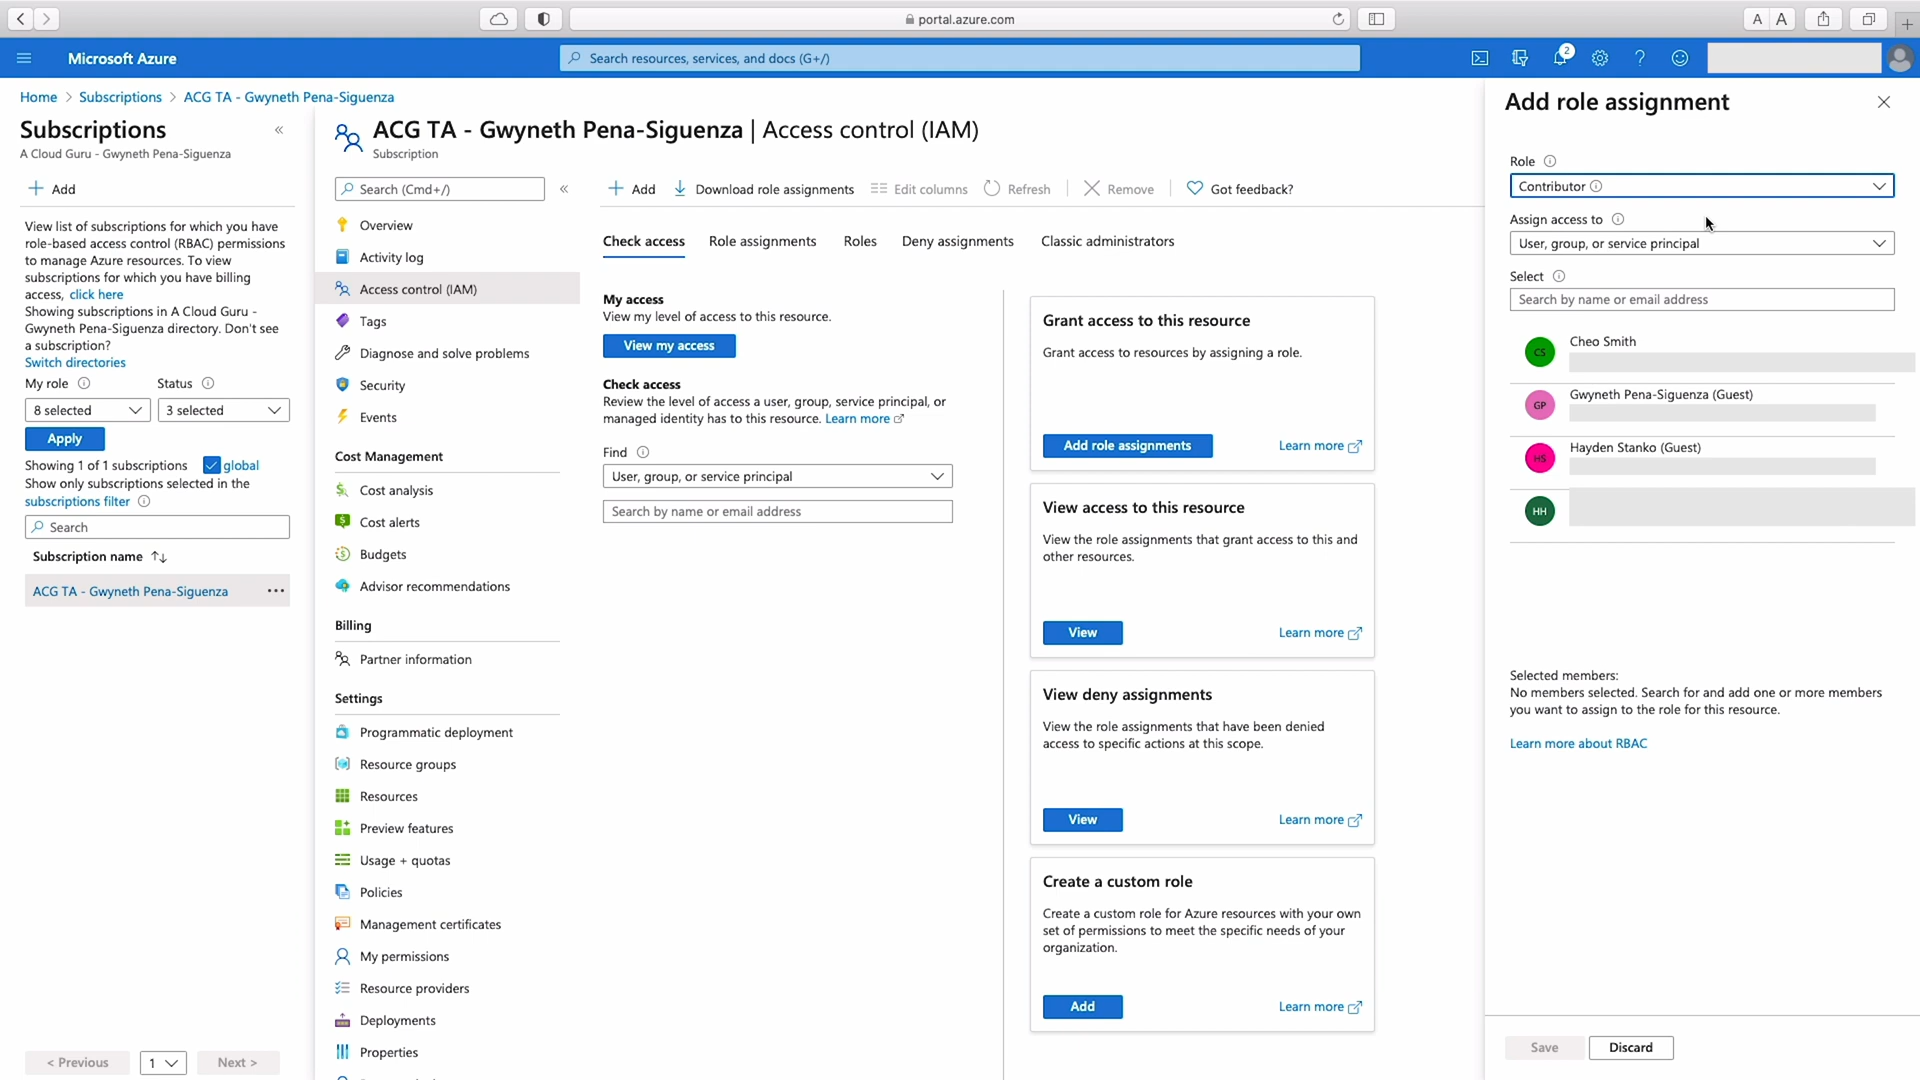 portal.azure.com
A A
Microsoft Azure
Search resources, services, and docs (G+/)
2
Home > Subscriptions > ACG TA - Gwyneth Pena-Siguenza
Subscriptions
A Cloud Guru - Gwyneth Pena-Siguenza
Add
View list of subscriptions for which you have
role-based access control (RBAC) permissions
to manage Azure resources. To view
subscriptions for which you have billing
access, click here
Showing subscriptions in A Cloud Guru -
Gwyneth Pena-Siguenza directory. Don't see
a subscription?
Switch directories
My role Status
8 selected 3 selected
Apply
Showing 1 of 1 subscriptions global
Show only subscriptions selected in the
subscriptions filter
Search
Subscription name
ACG TA - Gwyneth Pena-Siguenza
< Previous 1 Next >
ACG TA - Gwyneth Pena-Siguenza | Access control (IAM)
Subscription
Search (Cmd+/)
Overview
Activity log
Access control (IAM)
Tags
Diagnose and solve problems
Security
Events
Cost Management
Cost analysis
Cost alerts
Budgets
Advisor recommendations
Billing
Partner information
Settings
Programmatic deployment
Resource groups
Resources
Preview features
Usage + quotas
Policies
Management certificates
My permissions
Resource providers
Deployments
Properties
Add Download role assignments Edit columns Refresh Remove Got feedback?
Check access Role assignments Roles Deny assignments Classic administrators
My access
View my level of access to this resource.
View my access
Check access
Review the level of access a user, group, service principal, or
managed identity has to this resource. Learn more
Find
User, group, or service principal
Search by name or email address
Grant access to this resource
Grant access to resources by assigning a role.
Add role assignments Learn more
View access to this resource
View the role assignments that grant access to this and
other resources.
View Learn more
View deny assignments
View the role assignments that have been denied
access to specific actions at this scope.
View Learn more
Create a custom role
Create a custom role for Azure resources with your own
set of permissions to meet the specific needs of your
organization.
Add Learn more
Add role assignment
Role
Contributor
Assign access to
User, group, or service principal
Select
Search by name or email address
CS Cheo Smith
GP Gwyneth Pena-Siguenza (Guest)
HS Hayden Stanko (Guest)
HH
Selected members:
No members selected. Search for and add one or more members
you want to assign to the role for this resource.
Learn more about RBAC
Save Discard